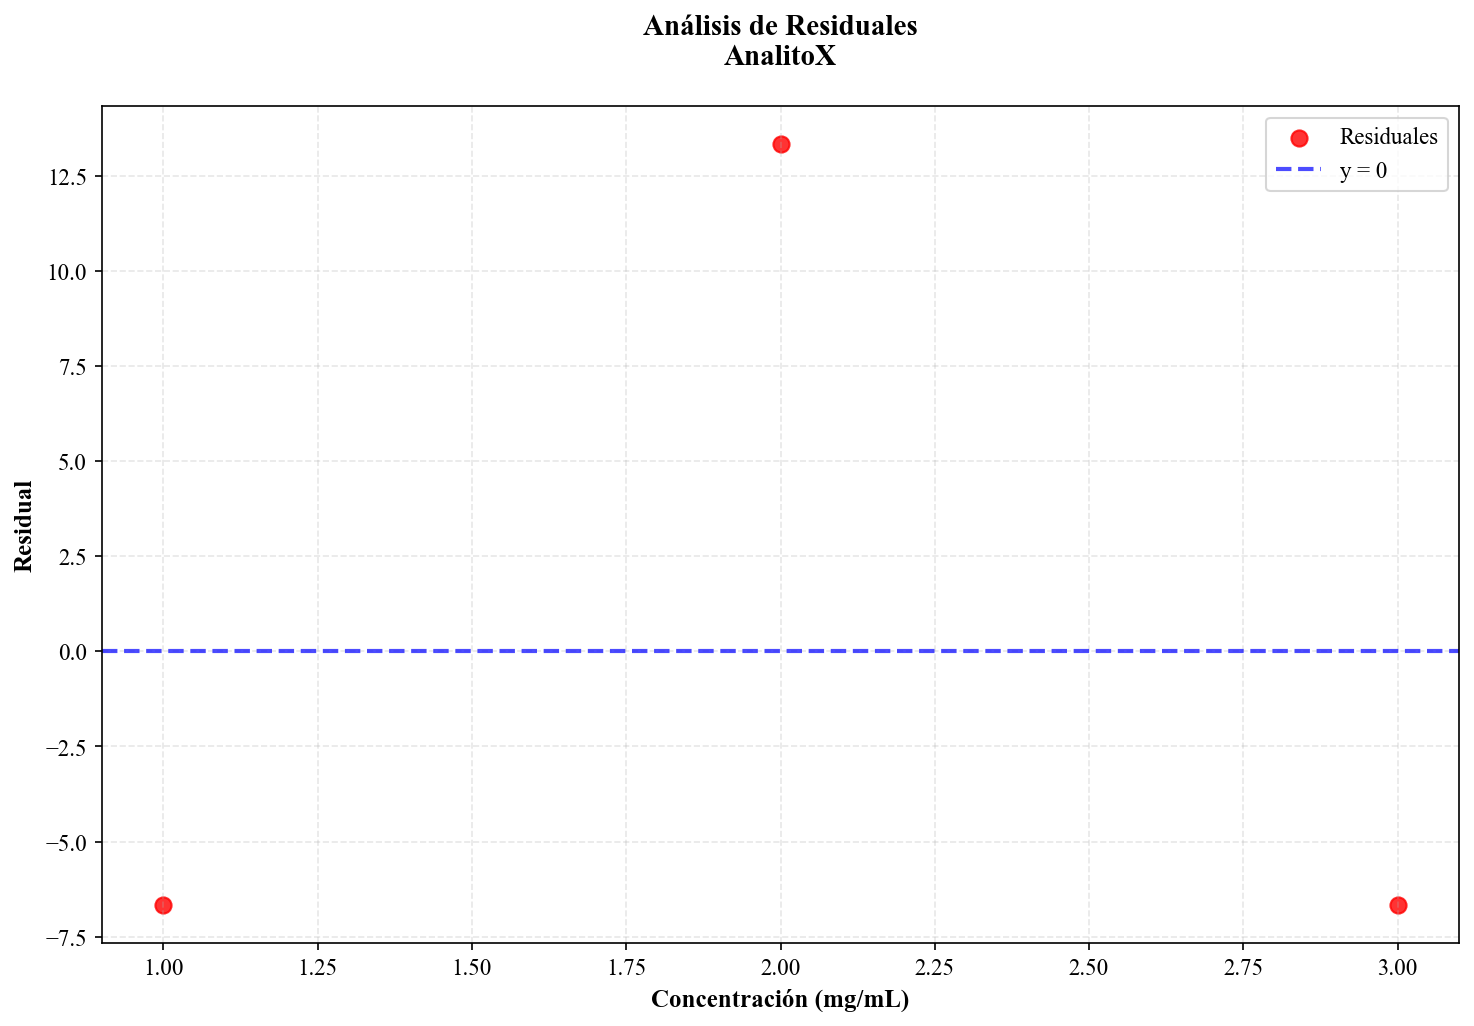 Análisis de Residuales
AnalitoX
Residuales
y = 0
12.5
10.0
7.5
5.0
2.5
0.0
−2.5
−5.0
−7.5
Residual
1.00 1.25 1.50 1.75 2.00 2.25 2.50 2.75 3.00
Concentración (mg/mL)